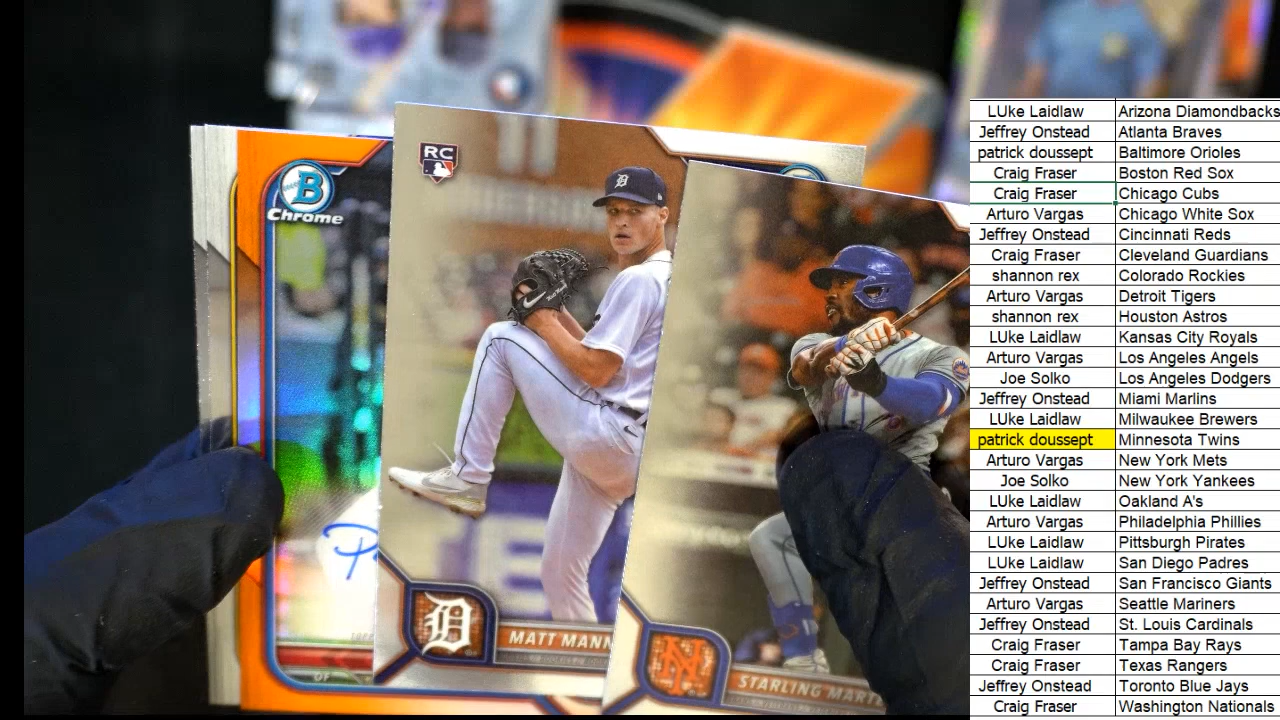 RC
B
Chrome
D
MATT MANN
STARLING MARTE
OF
LUke Laidlaw Arizona Diamondbacks
Jeffrey Onstead Atlanta Braves
patrick doussept Baltimore Orioles
Craig Fraser Boston Red Sox
Craig Fraser Chicago Cubs
Arturo Vargas Chicago White Sox
Jeffrey Onstead Cincinnati Reds
Craig Fraser Cleveland Guardians
shannon rex Colorado Rockies
Arturo Vargas Detroit Tigers
shannon rex Houston Astros
LUke Laidlaw Kansas City Royals
Arturo Vargas Los Angeles Angels
Joe Solko Los Angeles Dodgers
Jeffrey Onstead Miami Marlins
LUke Laidlaw Milwaukee Brewers
patrick doussept Minnesota Twins
Arturo Vargas New York Mets
Joe Solko New York Yankees
LUke Laidlaw Oakland A's
Arturo Vargas Philadelphia Phillies
LUke Laidlaw Pittsburgh Pirates
LUke Laidlaw San Diego Padres
Jeffrey Onstead San Francisco Giants
Arturo Vargas Seattle Mariners
Jeffrey Onstead St. Louis Cardinals
Craig Fraser Tampa Bay Rays
Craig Fraser Texas Rangers
Jeffrey Onstead Toronto Blue Jays
Craig Fraser Washington Nationals